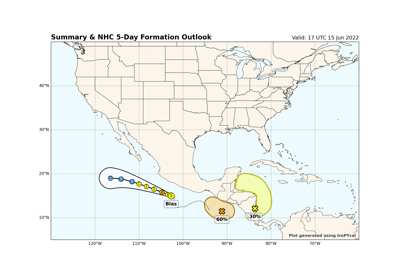 Summary & NHC 5-Day Formation Outlook
Valid: 17 UTC 15 Jun 2022
40°N
30°N
20°N
10°N
Blas
60%
30%
Plot generated using troPYcal
120°W
110°W
100°W
90°W
80°W
70°W